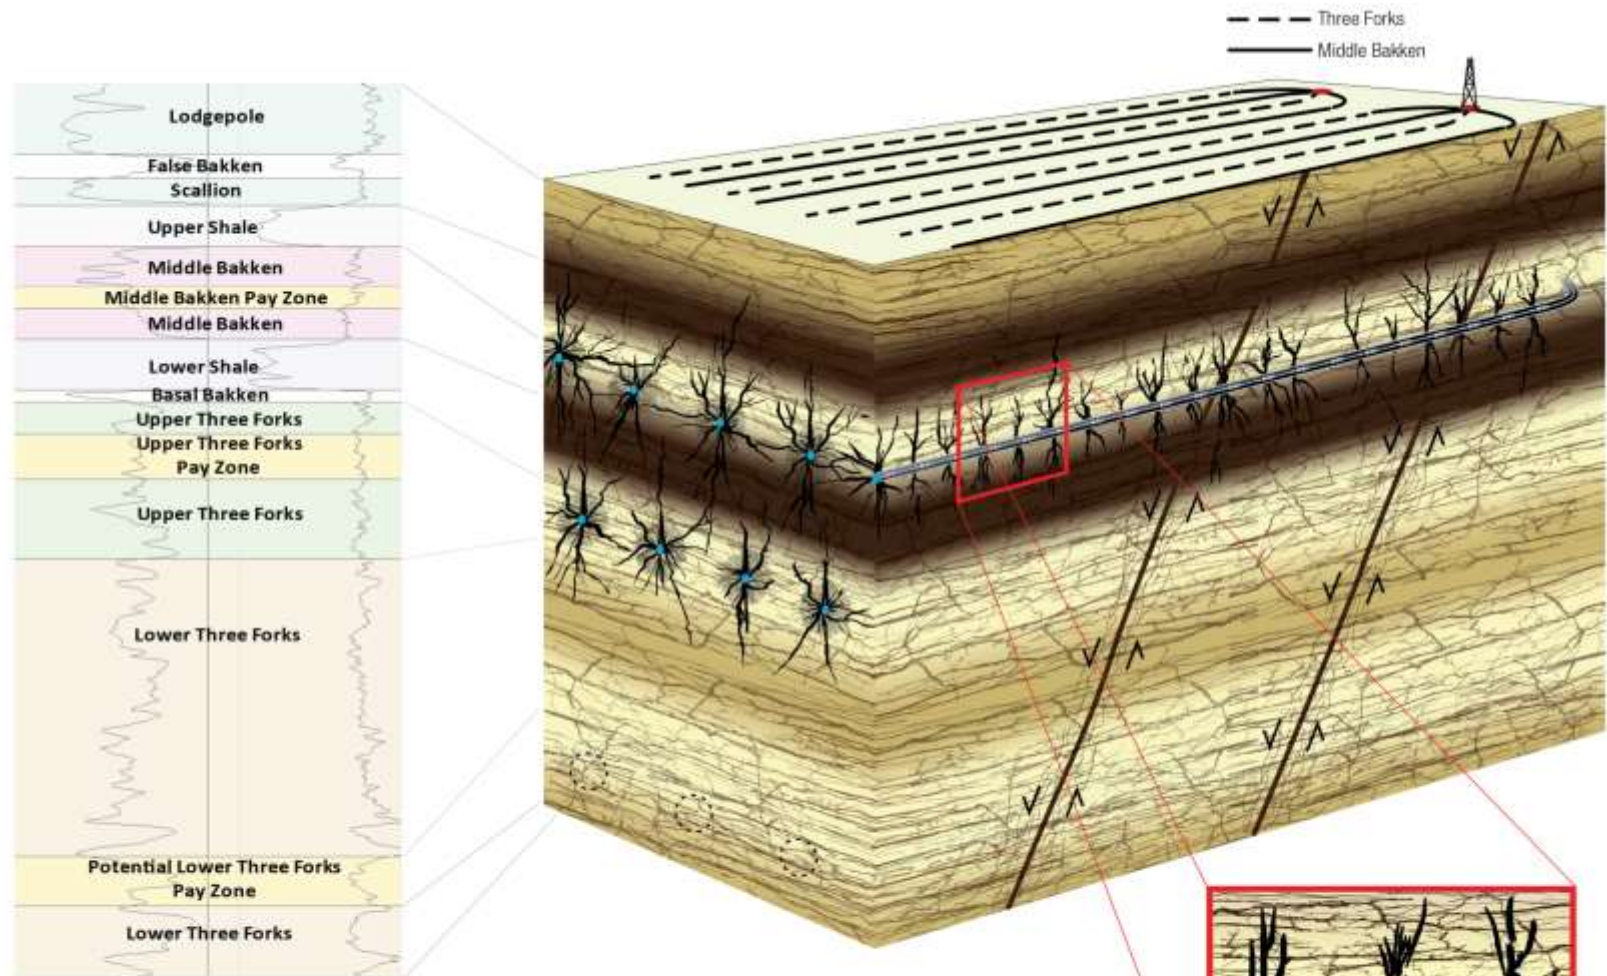 Three Forks
Middle Bakken
Lodgepole
False Bakken
Scallion
Upper Shale
Middle Bakken
Middle Bakken Pay Zone
Middle Bakken
Lower Shale
Basal Bakken
Upper Three Forks
Upper Three Forks
Pay Zone
Upper Three Forks
Lower Three Forks
Potential Lower Three Forks
Pay Zone
Lower Three Forks